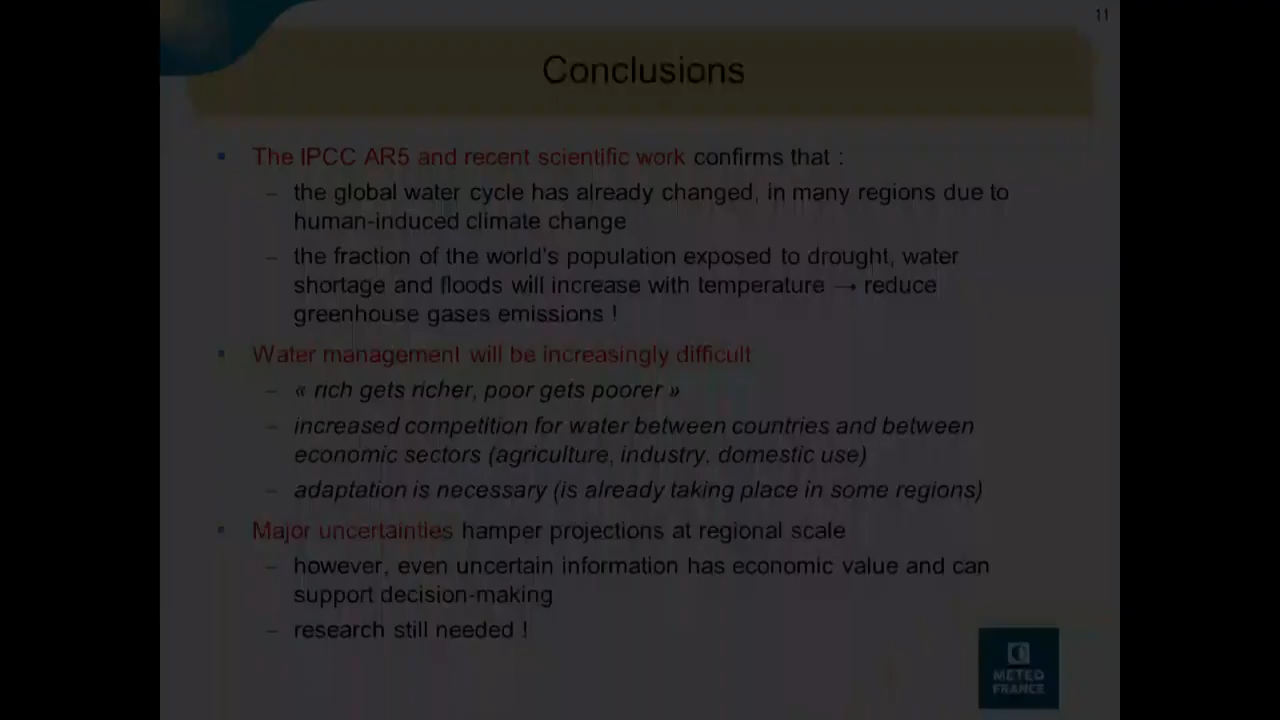 11
Conclusions
The IPCC AR5 and recent scientific work confirms that :
– the global water cycle has already changed, in many regions due to
human-induced climate change
– the fraction of the world's population exposed to drought, water
shortage and floods will increase with temperature → reduce
greenhouse gases emissions !
Water management will be increasingly difficult
– « rich gets richer, poor gets poorer »
– increased competition for water between countries and between
economic sectors (agriculture, industry, domestic use)
– adaptation is necessary (is already taking place in some regions)
Major uncertainties hamper projections at regional scale
– however, even uncertain information has economic value and can
support decision-making
– research still needed !
METEO
FRANCE